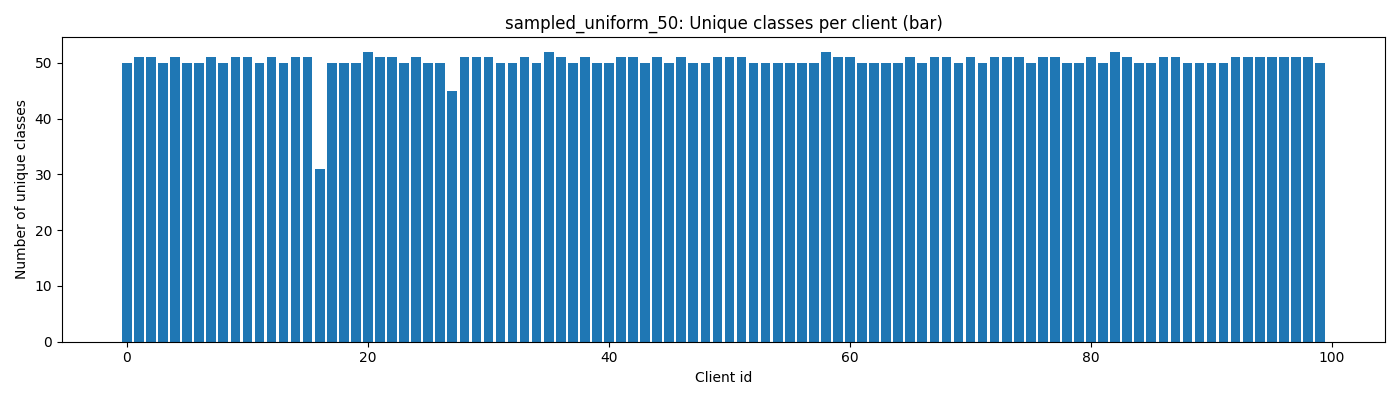 sampled_uniform_50: Unique classes per client (bar)
Number of unique classes
50
40
30
20
10
0
0 20 40 60 80 100
Client id